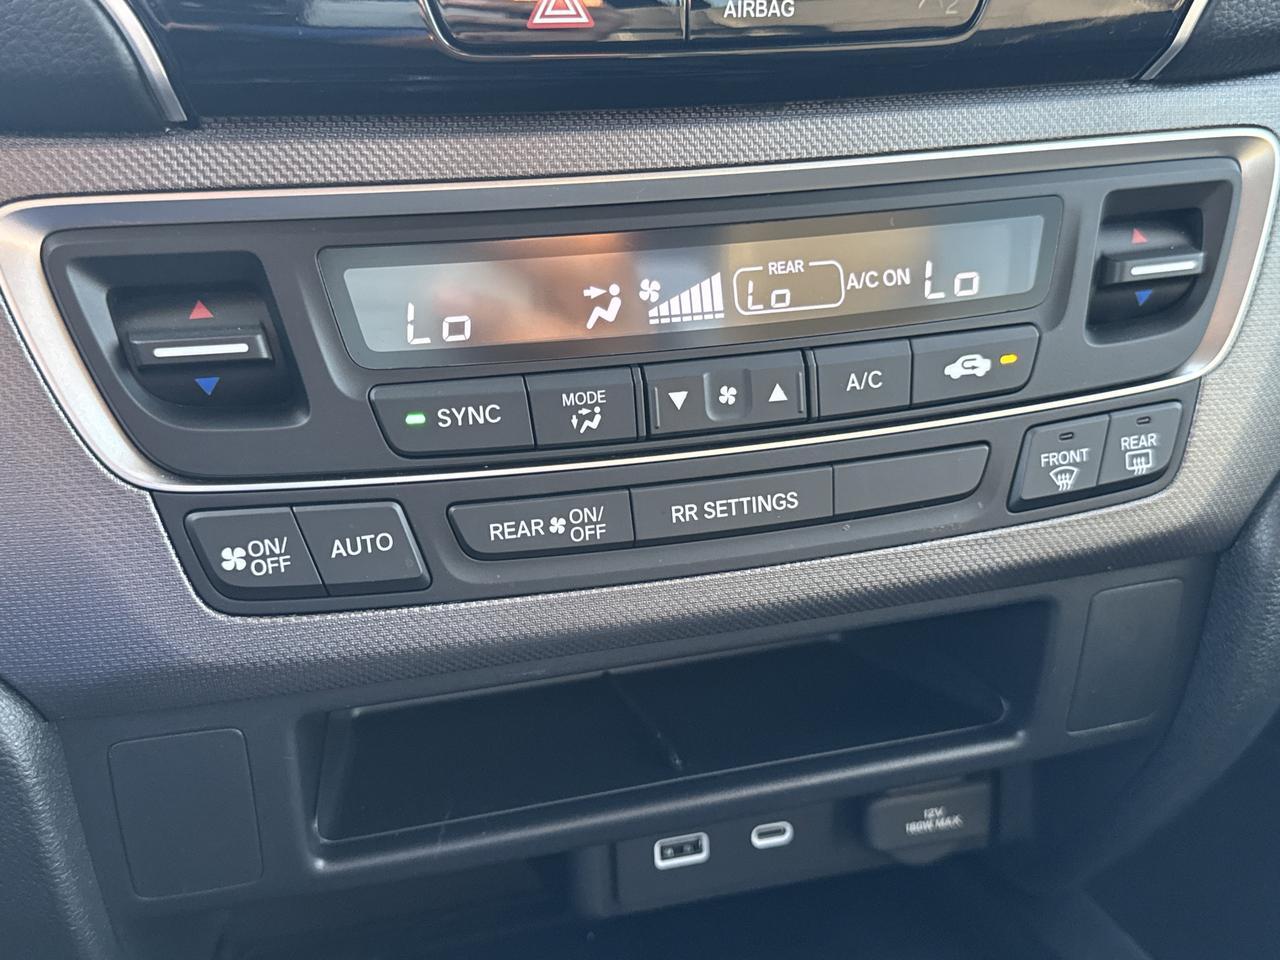 AIRBAG
2
Lo
REAR
Lo
A/C ON
Lo
SYNC
MODE
A/C
FRONT
REAR
ON/
OFF
AUTO
REAR
ON/
OFF
RR SETTINGS
12V
180W MAX